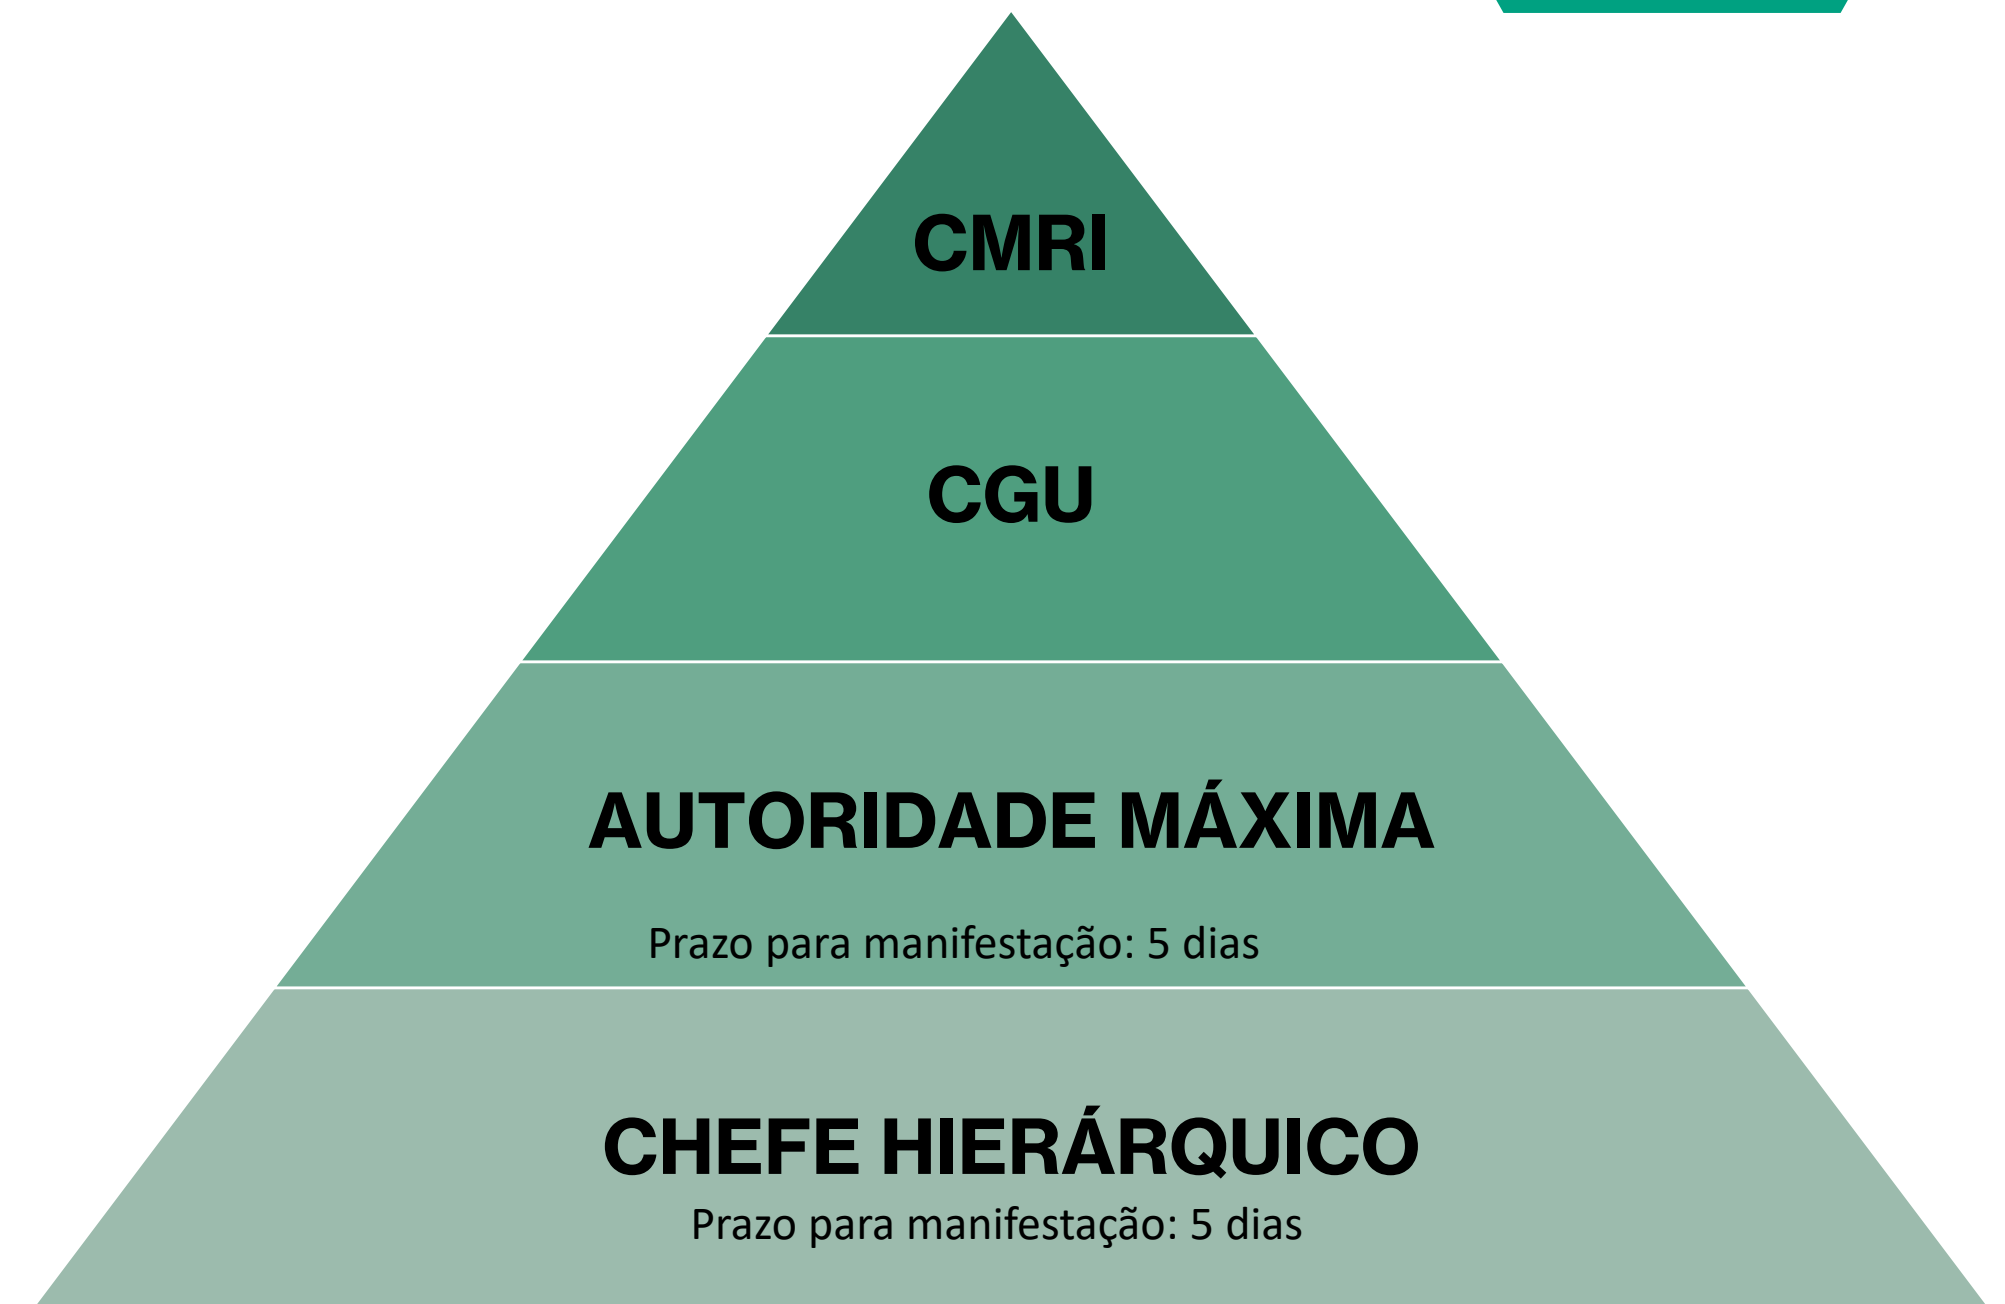 CMRI
CGU
AUTORIDADE MÁXIMA
Prazo para manifestação: 5 dias
CHEFE HIERÁRQUICO
Prazo para manifestação: 5 dias